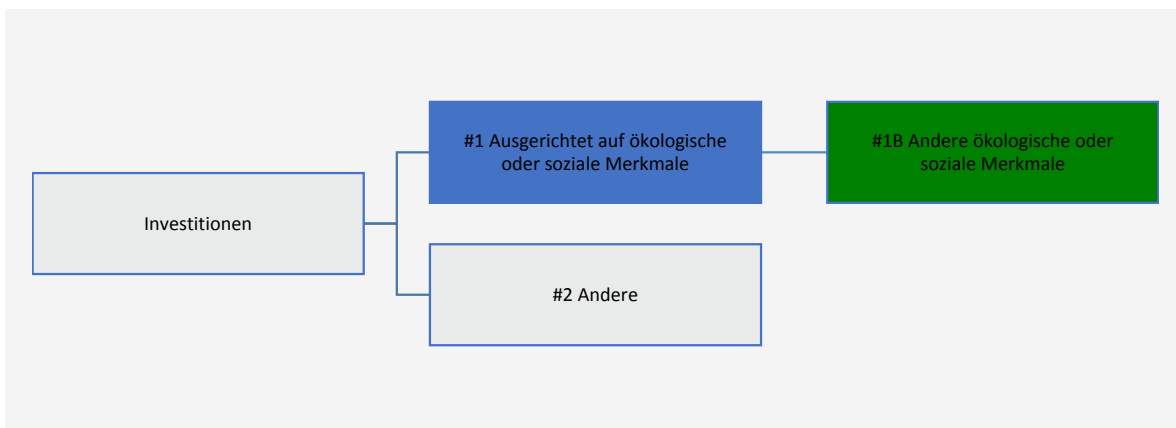 #1 Ausgerichtet auf ökologische
oder soziale Merkmale
#1B Andere ökologische oder
soziale Merkmale
Investitionen
#2 Andere